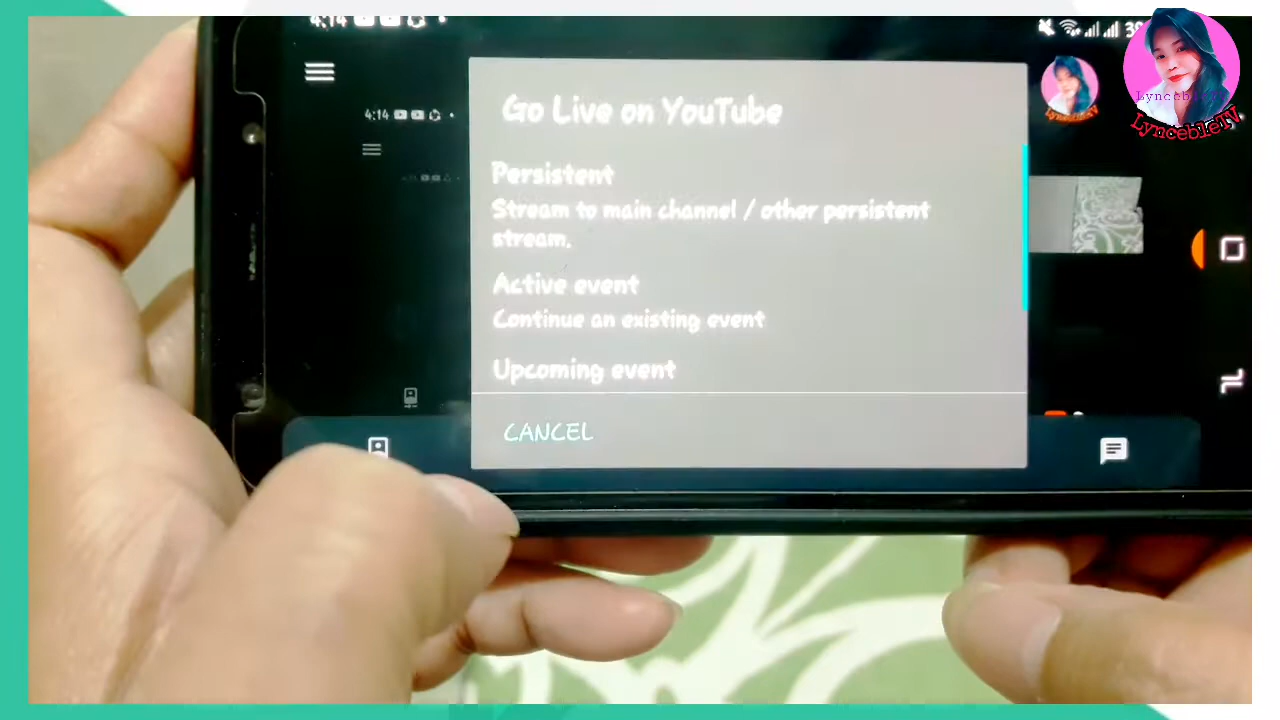 4:14
Go Live on YouTube
4:14
Persistent
Stream to main channel / other persistent
stream.
Active event
Continue an existing event
Upcoming event
CANCEL
LyncebleTV